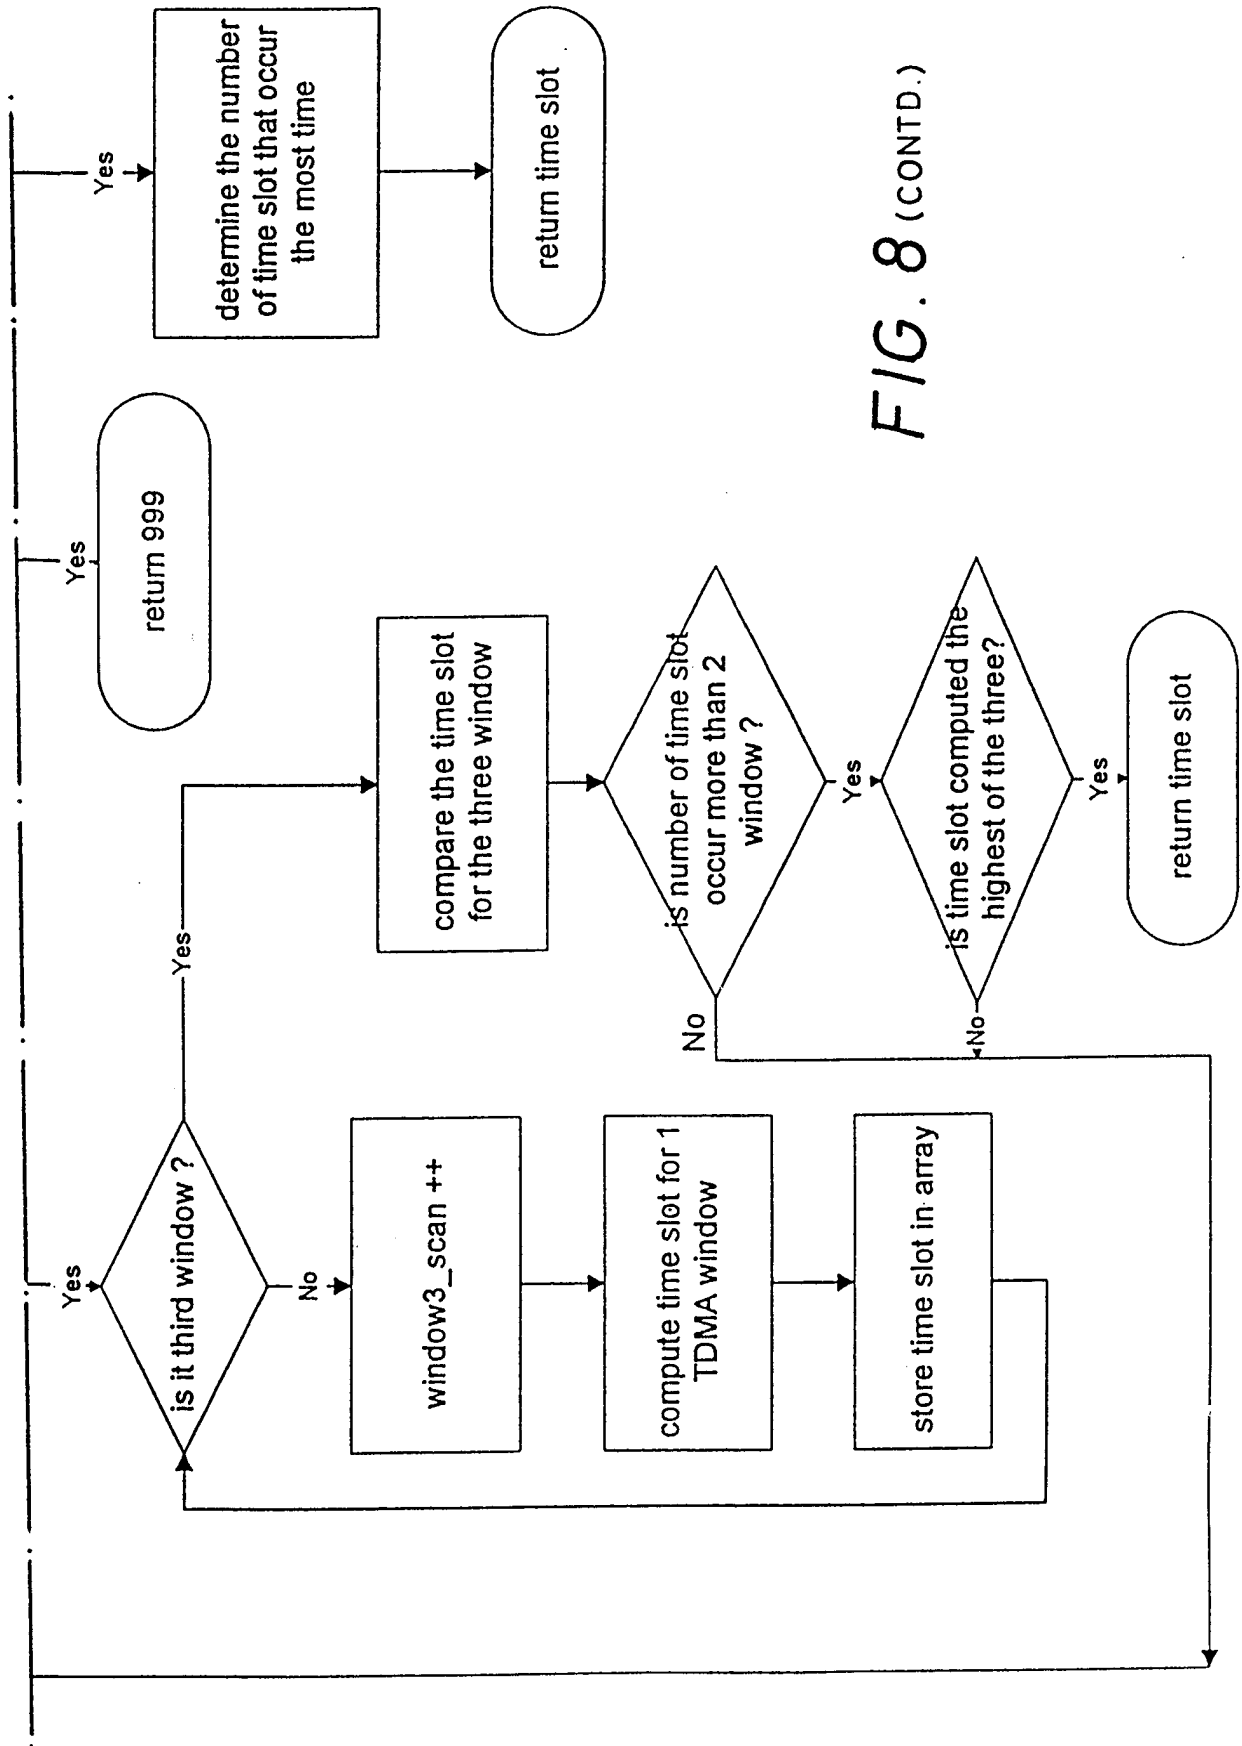 Yes
is it third window ?
Yes
No
window3_scan ++
compute time slot for 1
TDMA window
store time slot in array
compare the time slot
for the three window
is number of time slot
occur more than 2
window ?
No
Yes
is time slot computed the
highest of the three?
No
Yes
return time slot
Yes
return 999
Yes
determine the number
of time slot that occur
the most time
return time slot
FIG. 8 (CONTD.)